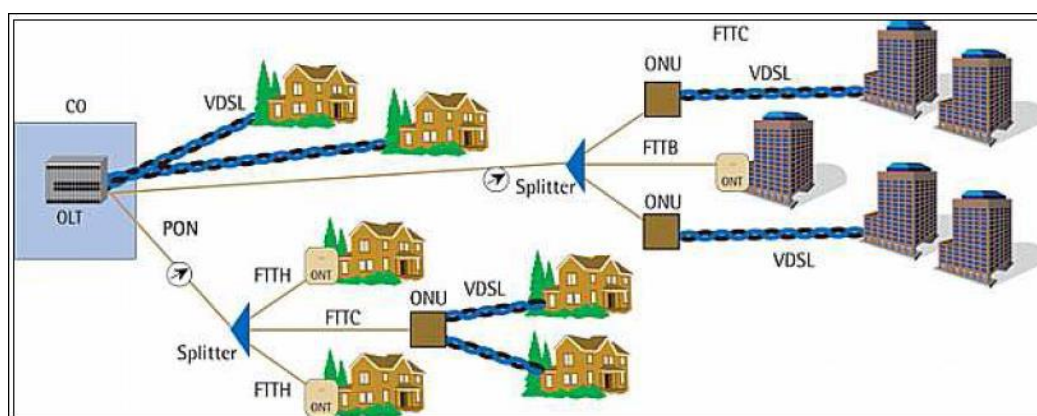 FTTC
ONU
VDSL
CO
VDSL
FTTB
ONT
Splitter
OLT
ONU
VDSL
PON
FTTH
ONT
ONU
VDSL
FTTC
Splitter
FTTH
ONT